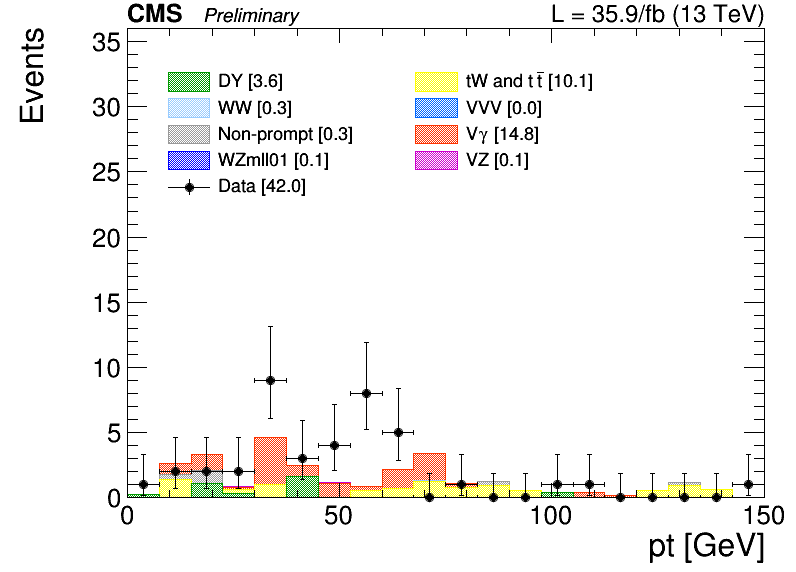 CMS Preliminary L = 35.9/fb (13 TeV)
Events
35
30
25
20
15
10
5
0
DY [3.6]
WW [0.3]
Non-prompt [0.3]
WZmll01 [0.1]
Data [42.0]
tW and t t̄ [10.1]
VVV [0.0]
Vγ [14.8]
VZ [0.1]
0 50 100 150
pt [GeV]